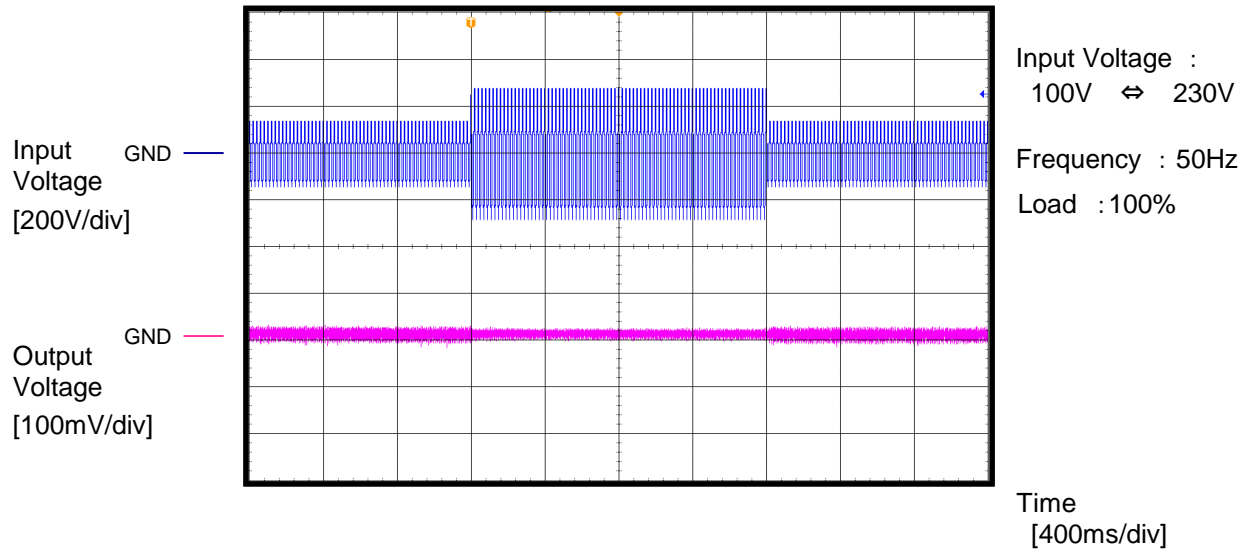 T
Input Voltage :
100V ⇔ 230V
Frequency : 50Hz
Load : 100%
Input
Voltage
[200V/div]
GND
Output
Voltage
[100mV/div]
GND
Time
[400ms/div]